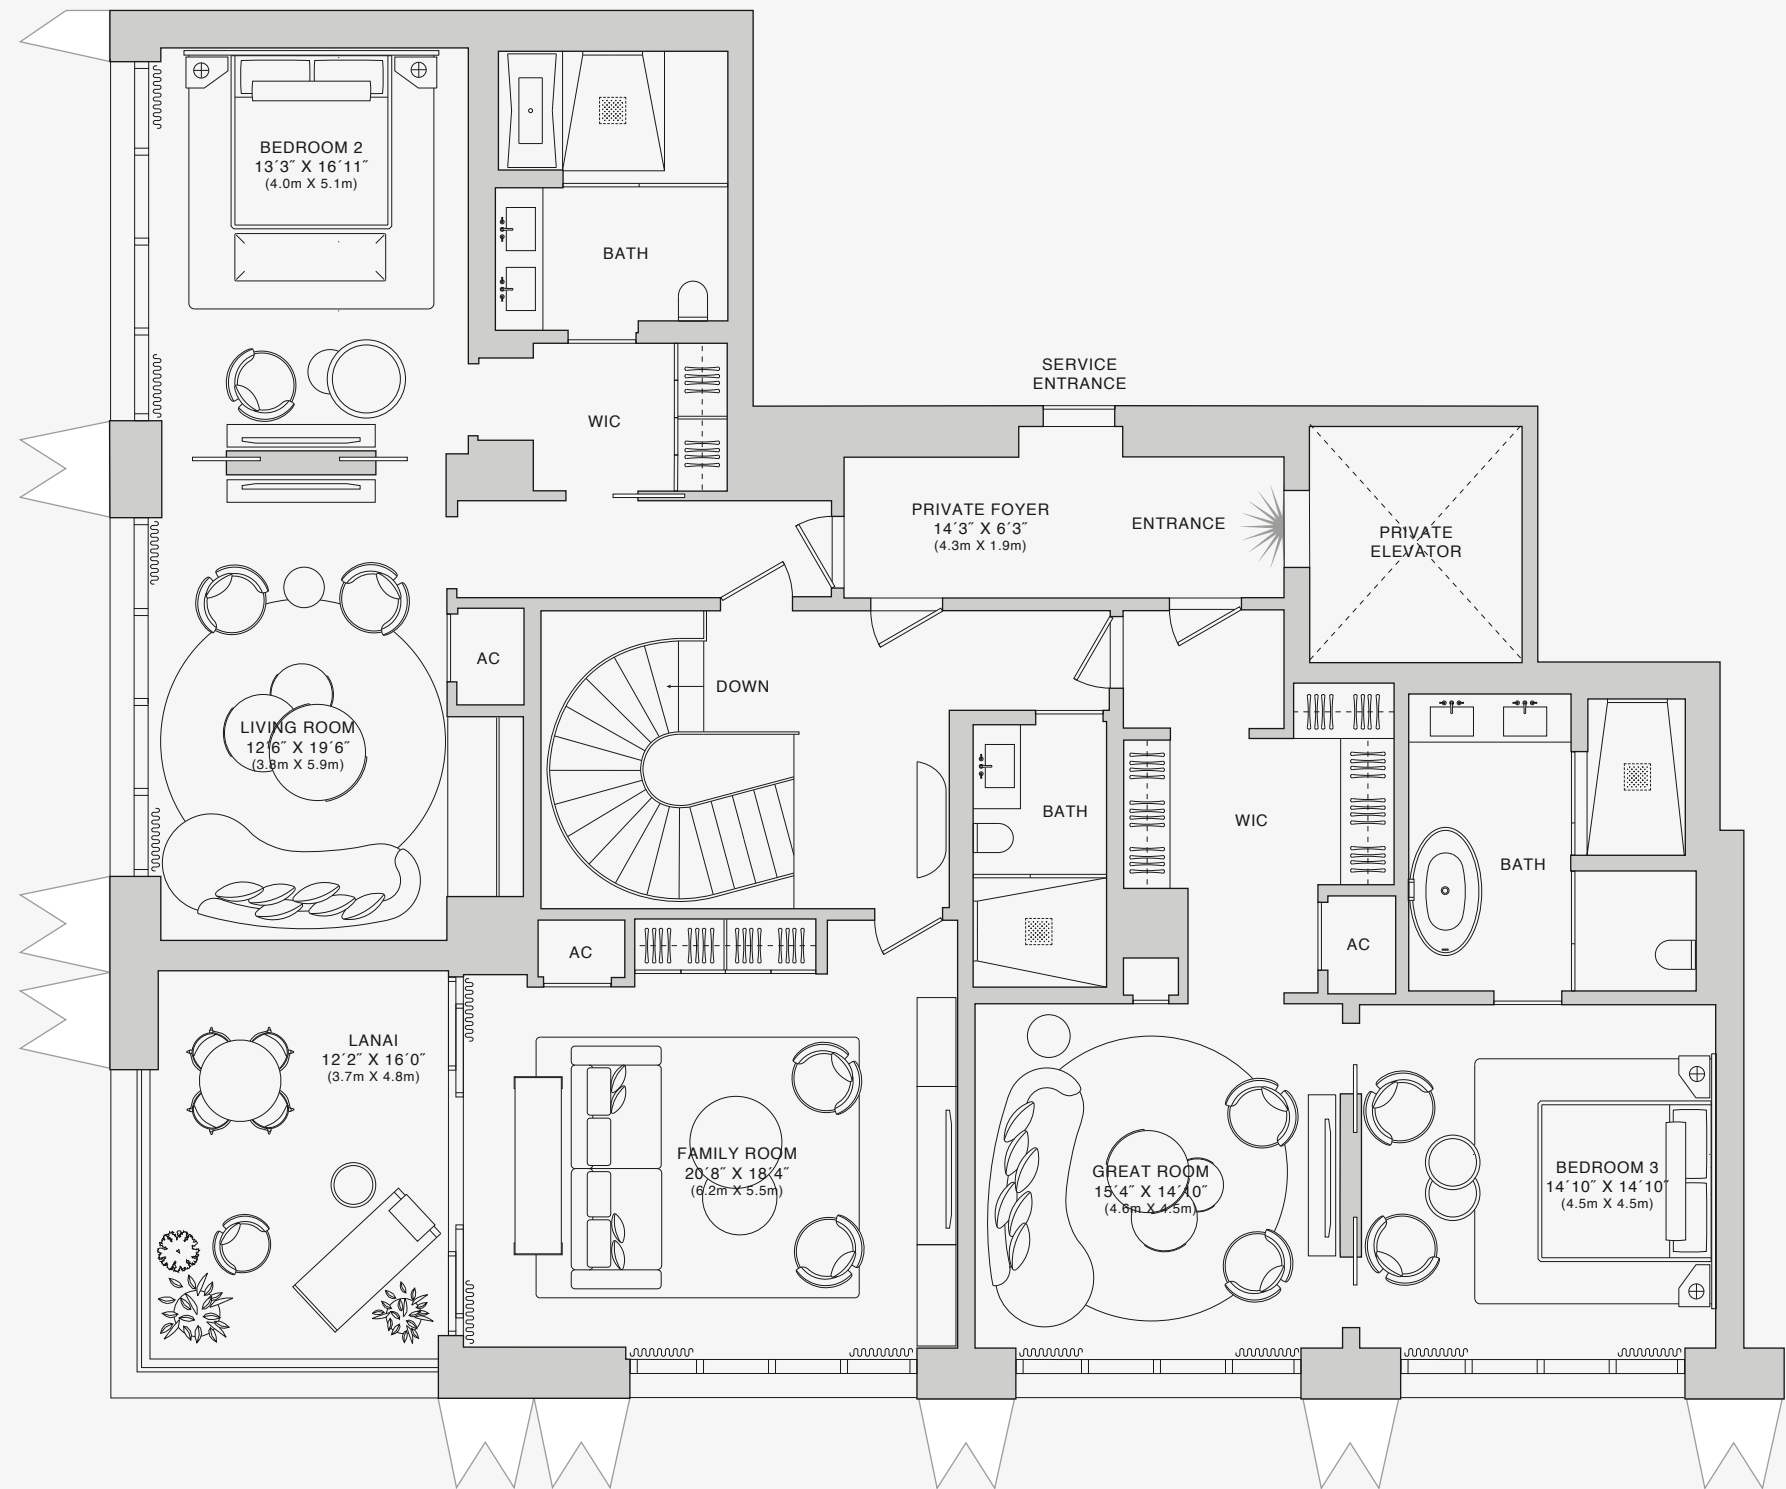 BEDROOM 2
13´3˝ X 16´11˝
(4.0m X 5.1m)
BATH
WIC
SERVICE
ENTRANCE
PRIVATE FOYER
14´3˝ X 6´3˝
(4.3m X 1.9m)
ENTRANCE
PRIVATE
ELEVATOR
AC
DOWN
LIVING ROOM
12´6˝ X 19´6˝
(3.8m X 5.9m)
BATH
WIC
BATH
AC
AC
LANAI
12´2˝ X 16´0˝
(3.7m X 4.8m)
FAMILY ROOM
20´8˝ X 18´4˝
(6.2m X 5.5m)
GREAT ROOM
15´4˝ X 14´10˝
(4.6m X 4.5m)
BEDROOM 3
14´10˝ X 14´10˝
(4.5m X 4.5m)